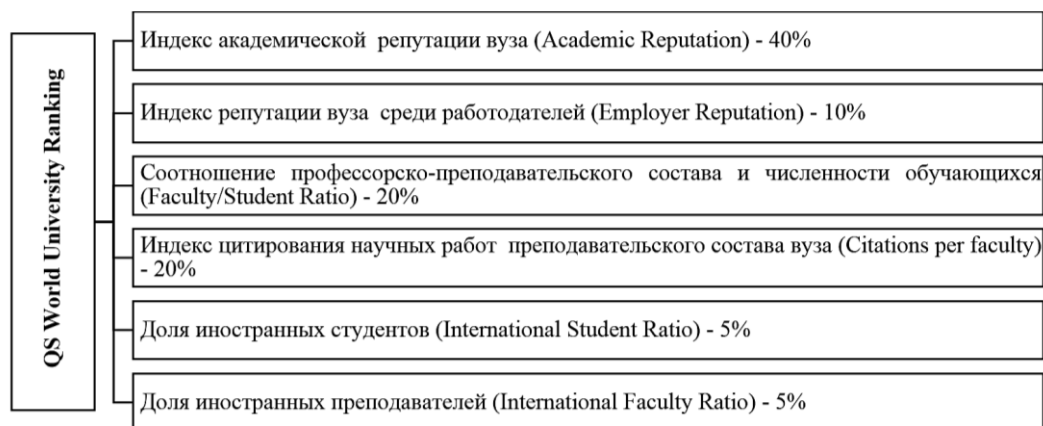 QS World University Ranking
Индекс академической репутации вуза (Academic Reputation) - 40%
Индекс репутации вуза среди работодателей (Employer Reputation) - 10%
Соотношение профессорско-преподавательского состава и численности обучающихся
(Faculty/Student Ratio) - 20%
Индекс цитирования научных работ преподавательского состава вуза (Citations per faculty)
- 20%
Доля иностранных студентов (International Student Ratio) - 5%
Доля иностранных преподавателей (International Faculty Ratio) - 5%